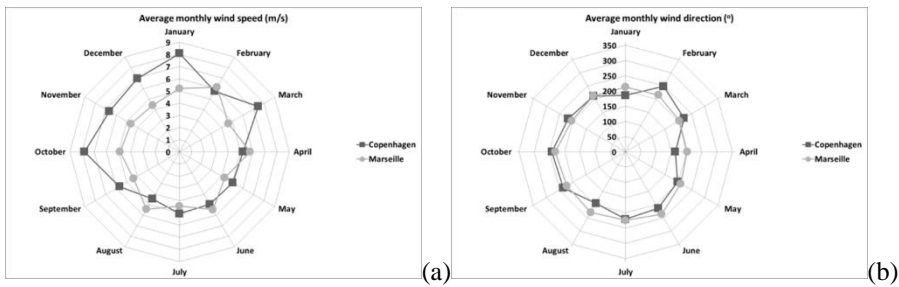 Average monthly wind speed (m/s)
January
February
March
April
May
June
July
August
September
October
November
December
9
8
7
6
5
4
3
2
1
0
Copenhagen
Marseille
(a)
Average monthly wind direction (º)
January
February
March
April
May
June
July
August
September
October
November
December
350
300
250
200
150
100
50
0
Copenhagen
Marseille
(b)